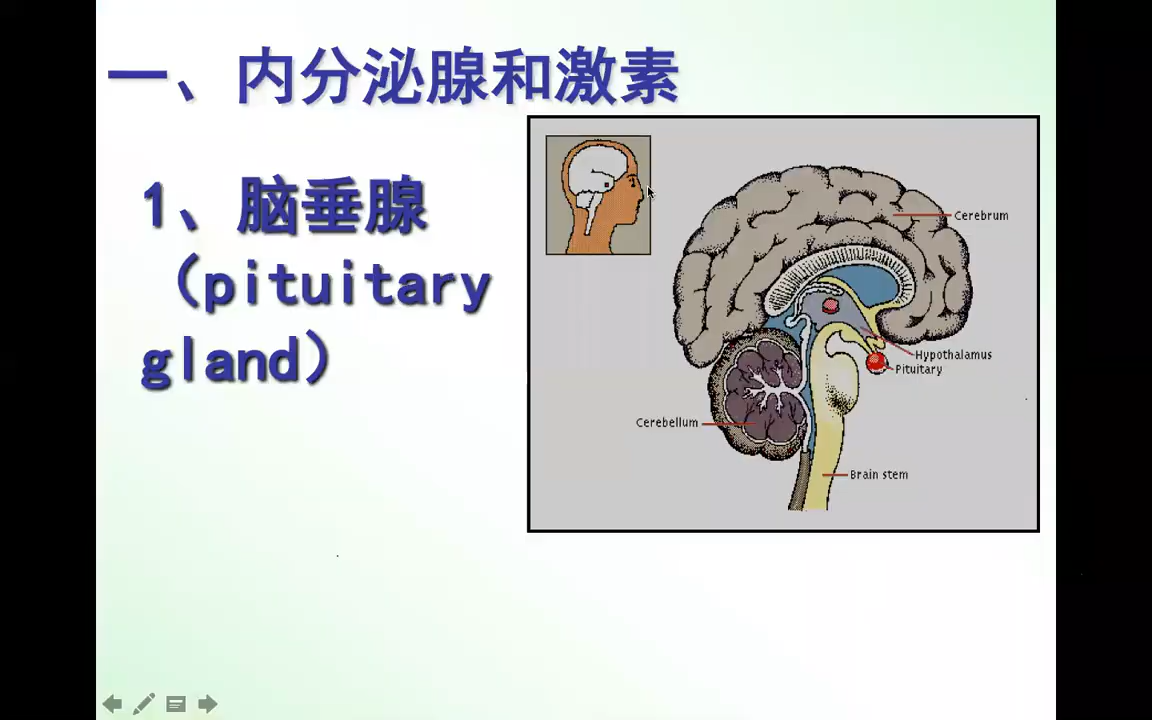 一、内分泌腺和激素
1、脑垂腺
（pituitary
gland）
Cerebrum
Hypothalamus
Pituitary
Cerebellum
Brain stem